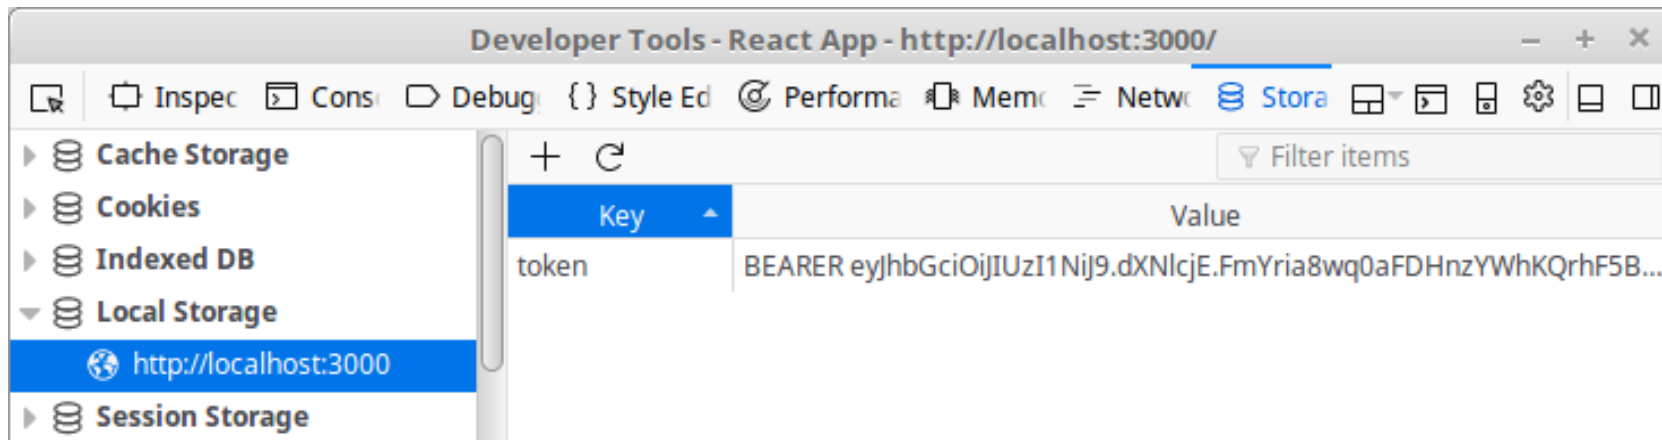 Developer Tools - React App - http://localhost:3000/
Inspec Cons Debug { } Style Ed Performa Mem Netw Stora
Cache Storage
Filter items
Cookies
Key Value
Indexed DB
token BEARER eyJhbGciOiJIUzI1NiJ9.dXNlcjE.FmYria8wq0aFDHnzYWhKQrhF5B...
Local Storage
http://localhost:3000
Session Storage